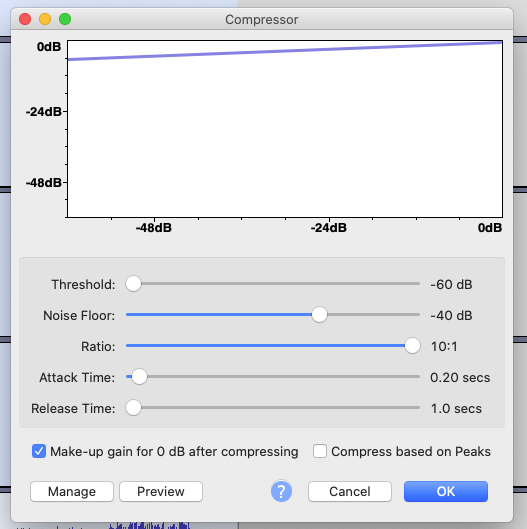 Compressor
0dB
-24dB
-48dB
-48dB -24dB 0dB
Threshold: -60 dB
Noise Floor: -40 dB
Ratio: 10:1
Attack Time: 0.20 secs
Release Time: 1.0 secs
Make-up gain for 0 dB after compressing Compress based on Peaks
Manage Preview ? Cancel OK